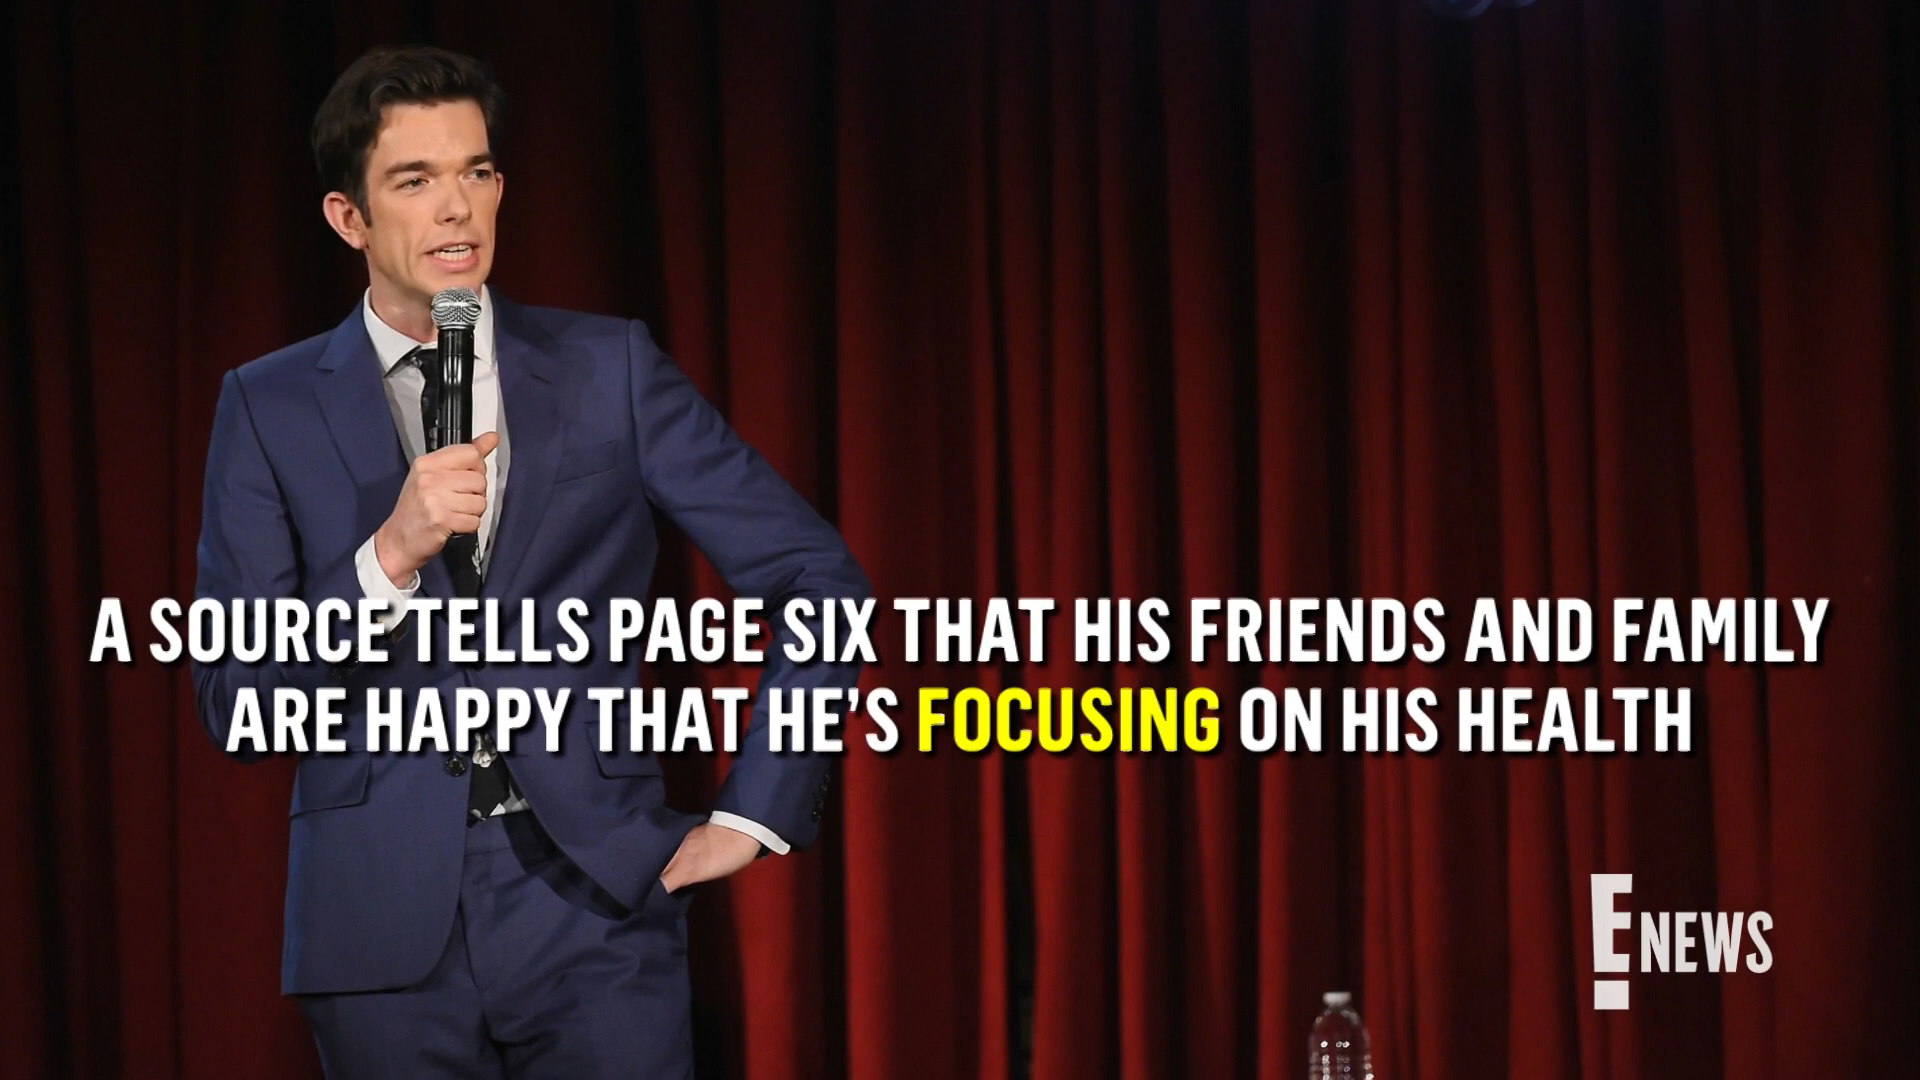 A SOURCE TELLS PAGE SIX THAT HIS FRIENDS AND FAMILY
ARE HAPPY THAT HE’S FOCUSING ON HIS HEALTH
E! NEWS